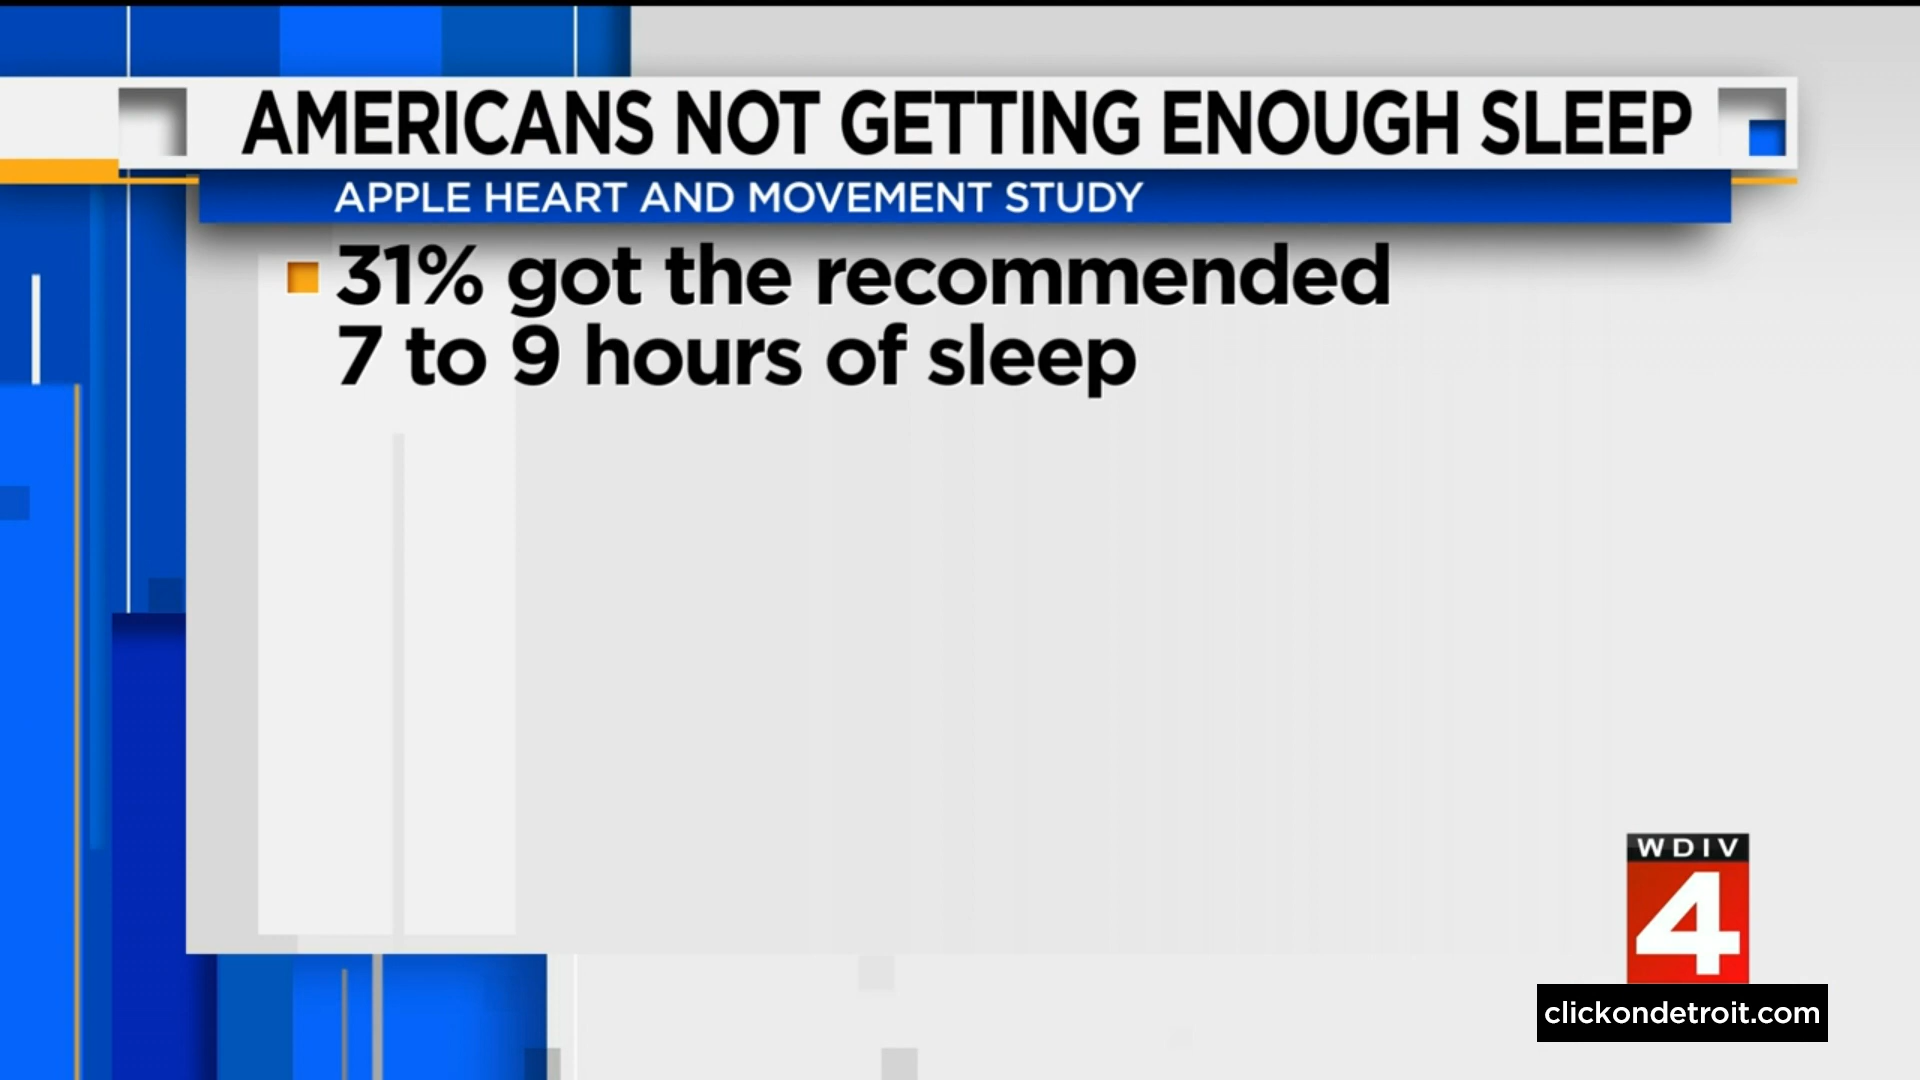 AMERICANS NOT GETTING ENOUGH SLEEP
APPLE HEART AND MOVEMENT STUDY
31% got the recommended
7 to 9 hours of sleep
WDIV
4
clickondetroit.com